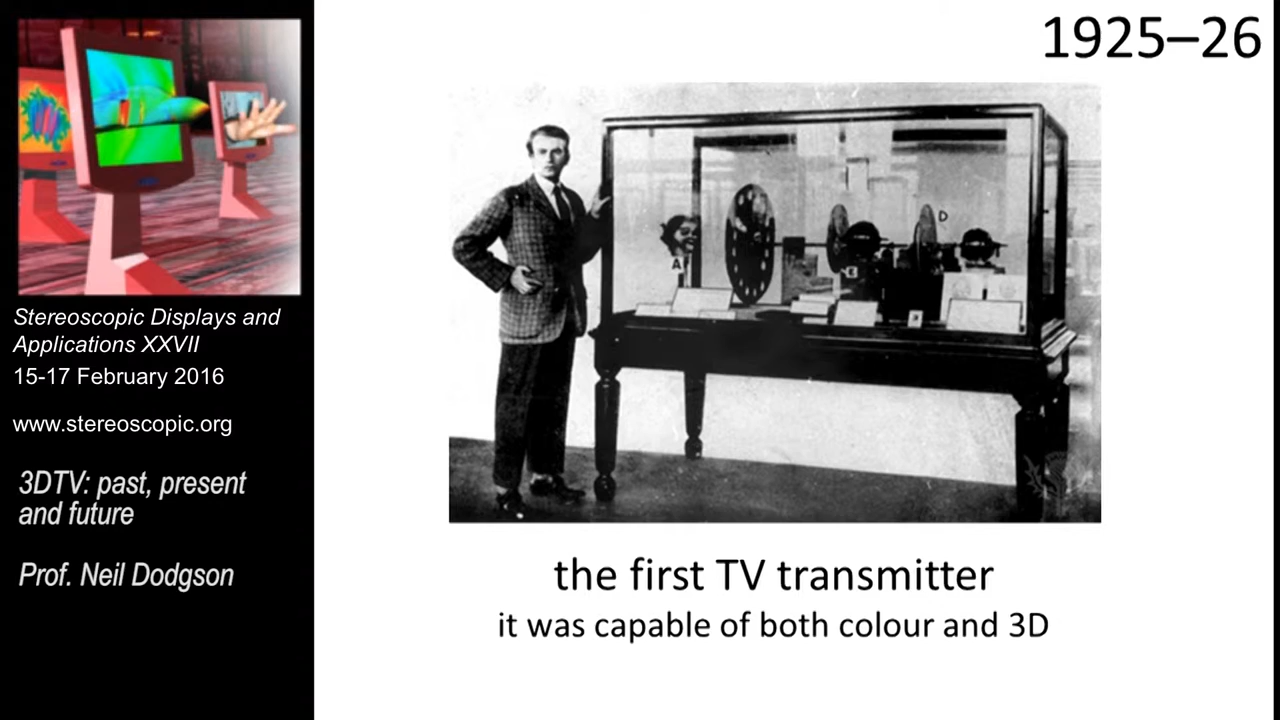 1925–26
Stereoscopic Displays and
Applications XXVII
15-17 February 2016
www.stereoscopic.org
3DTV: past, present
and future
Prof. Neil Dodgson
A
E
D
the first TV transmitter
it was capable of both colour and 3D